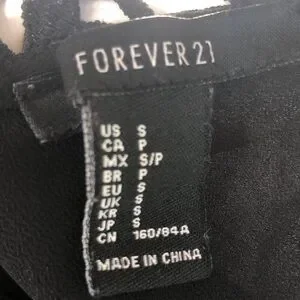 FOREVER 21
US S
CA P
MX S/P
BR P
EU S
UK S
KR S
JP S
CN 160/84A
MADE IN CHINA